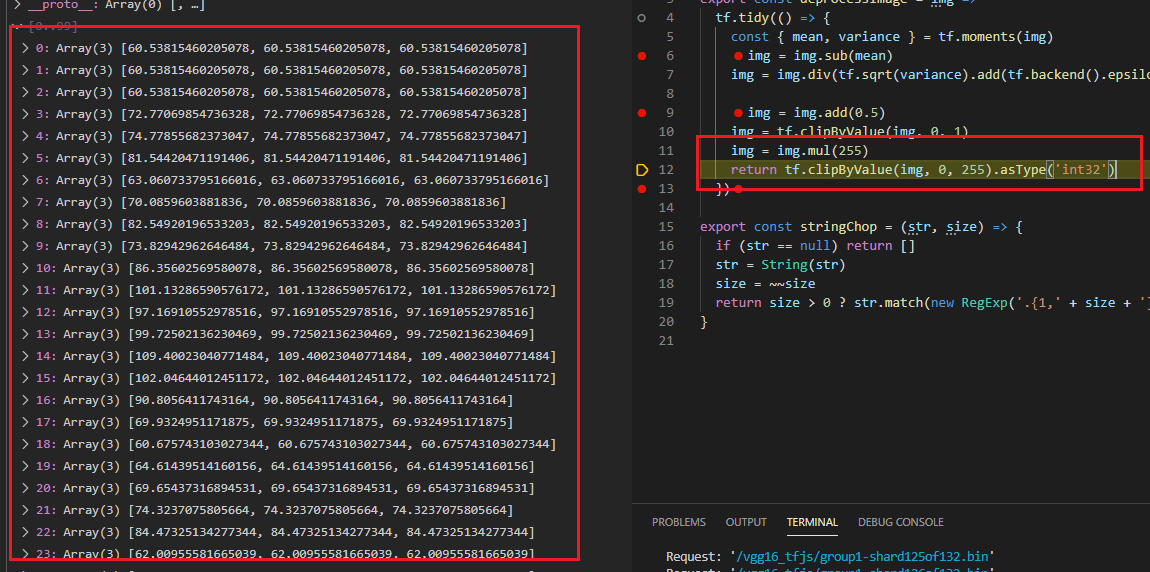 > __proto__: Array(0) [, …]
[0..99]
> 0: Array(3) [60.53815460205078, 60.53815460205078, 60.53815460205078]
> 1: Array(3) [60.53815460205078, 60.53815460205078, 60.53815460205078]
> 2: Array(3) [60.53815460205078, 60.53815460205078, 60.53815460205078]
> 3: Array(3) [72.77069854736328, 72.77069854736328, 72.77069854736328]
> 4: Array(3) [74.77855682373047, 74.77855682373047, 74.77855682373047]
> 5: Array(3) [81.54420471191406, 81.54420471191406, 81.54420471191406]
> 6: Array(3) [63.060733795166016, 63.060733795166016, 63.060733795166016]
> 7: Array(3) [70.0859603881836, 70.0859603881836, 70.0859603881836]
> 8: Array(3) [82.54920196533203, 82.54920196533203, 82.54920196533203]
> 9: Array(3) [73.82942962646484, 73.82942962646484, 73.82942962646484]
> 10: Array(3) [86.35602569580078, 86.35602569580078, 86.35602569580078]
> 11: Array(3) [101.13286590576172, 101.13286590576172, 101.13286590576172]
> 12: Array(3) [97.16910552978516, 97.16910552978516, 97.16910552978516]
> 13: Array(3) [99.72502136230469, 99.72502136230469, 99.72502136230469]
> 14: Array(3) [109.40023040771484, 109.40023040771484, 109.40023040771484]
> 15: Array(3) [102.04644012451172, 102.04644012451172, 102.04644012451172]
> 16: Array(3) [90.8056411743164, 90.8056411743164, 90.8056411743164]
> 17: Array(3) [69.9324951171875, 69.9324951171875, 69.9324951171875]
> 18: Array(3) [60.675743103027344, 60.675743103027344, 60.675743103027344]
> 19: Array(3) [64.61439514160156, 64.61439514160156, 64.61439514160156]
> 20: Array(3) [69.65437316894531, 69.65437316894531, 69.65437316894531]
> 21: Array(3) [74.3237075805664, 74.3237075805664, 74.3237075805664]
> 22: Array(3) [84.47325134277344, 84.47325134277344, 84.47325134277344]
> 23: Array(3) [62.00955581665039, 62.00955581665039, 62.00955581665039]
3 export const deprocessImage = img =>
4 tf.tidy(() => {
5 const { mean, variance } = tf.moments(img)
6 img = img.sub(mean)
7 img = img.div(tf.sqrt(variance).add(tf.backend().epsilo
8
9 img = img.add(0.5)
10 img = tf.clipByValue(img, 0, 1)
11 img = img.mul(255)
12 return tf.clipByValue(img, 0, 255).asType('int32')
13 })
14
15 export const stringChop = (str, size) => {
16 if (str == null) return []
17 str = String(str)
18 size = ~~size
19 return size > 0 ? str.match(new RegExp('.{1,' + size + '}
20 }
21
PROBLEMS OUTPUT TERMINAL DEBUG CONSOLE
Request: '/vgg16_tfjs/group1-shard125of132.bin'
Request: '/vgg16_tfjs/group1-shard126of132.bin'